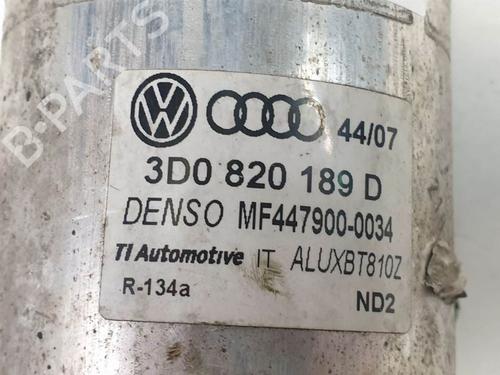 B-PARTS
44/07
3D0 820 189 D
DENSO MF447900-0034
TI Automotive IT ALUXBT810Z
R-134a ND2